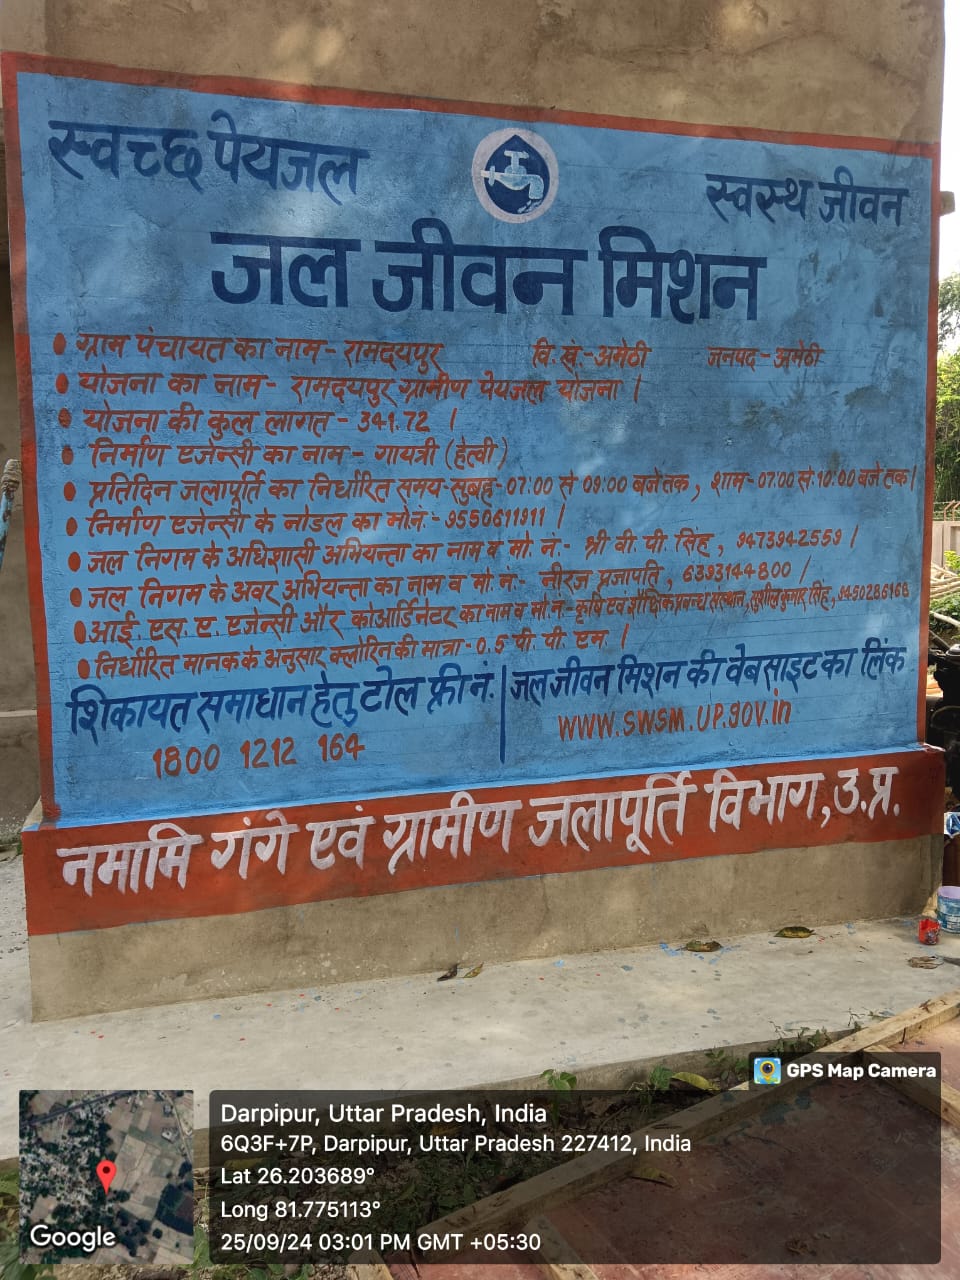 स्वच्छ पेयजल
स्वस्थ जीवन
जल जीवन मिशन
• ग्राम पंचायत का नाम - रामदयपुर वि.खं.- अमेठी जनपद - अमेठी
• योजना का नाम - रामदयपुर ग्रामीण पेयजल योजना |
• योजना की कुल लागत - 341.72 |
• निर्माण एजेन्सी का नाम - गायत्री (हेत्वी)
• प्रतिदिन जलापूर्ति का निर्धारित समय - सुबह - 07:00 से 09:00 बजे तक, शाम - 07:00 से 10:00 बजे तक |
• निर्माण एजेन्सी के नोडल का मो.नं. - 9550611911 |
• जल निगम के अधिशासी अभियन्ता का नाम व मो. नं. - श्री वी. पी. सिंह, 9473942559 |
• जल निगम के अवर अभियन्ता का नाम व मो. नं. - नीरज प्रजापति, 6393144800 |
• आई. एस. ए. एजेन्सी और कोआर्डिनेटर का नाम व मो.नं. - कृषि एवं शैक्षिक प्रबन्ध संस्थान, सुशील कुमार सिंह, 9450286168
• निर्धारित मानक के अनुसार क्लोरिन की मात्रा - 0.5 पी. पी. एम. |
शिकायत समाधान हेतु टोल फ्री नं.
1800 1212 164
जल जीवन मिशन की वेबसाइट का लिंक
www.swsm.up.gov.in
नमामि गंगे एवं ग्रामीण जलापूर्ति विभाग, उ.प्र.
GPS Map Camera
Darpipur, Uttar Pradesh, India
6Q3F+7P, Darpipur, Uttar Pradesh 227412, India
Lat 26.203689°
Long 81.775113°
25/09/24 03:01 PM GMT +05:30
Google